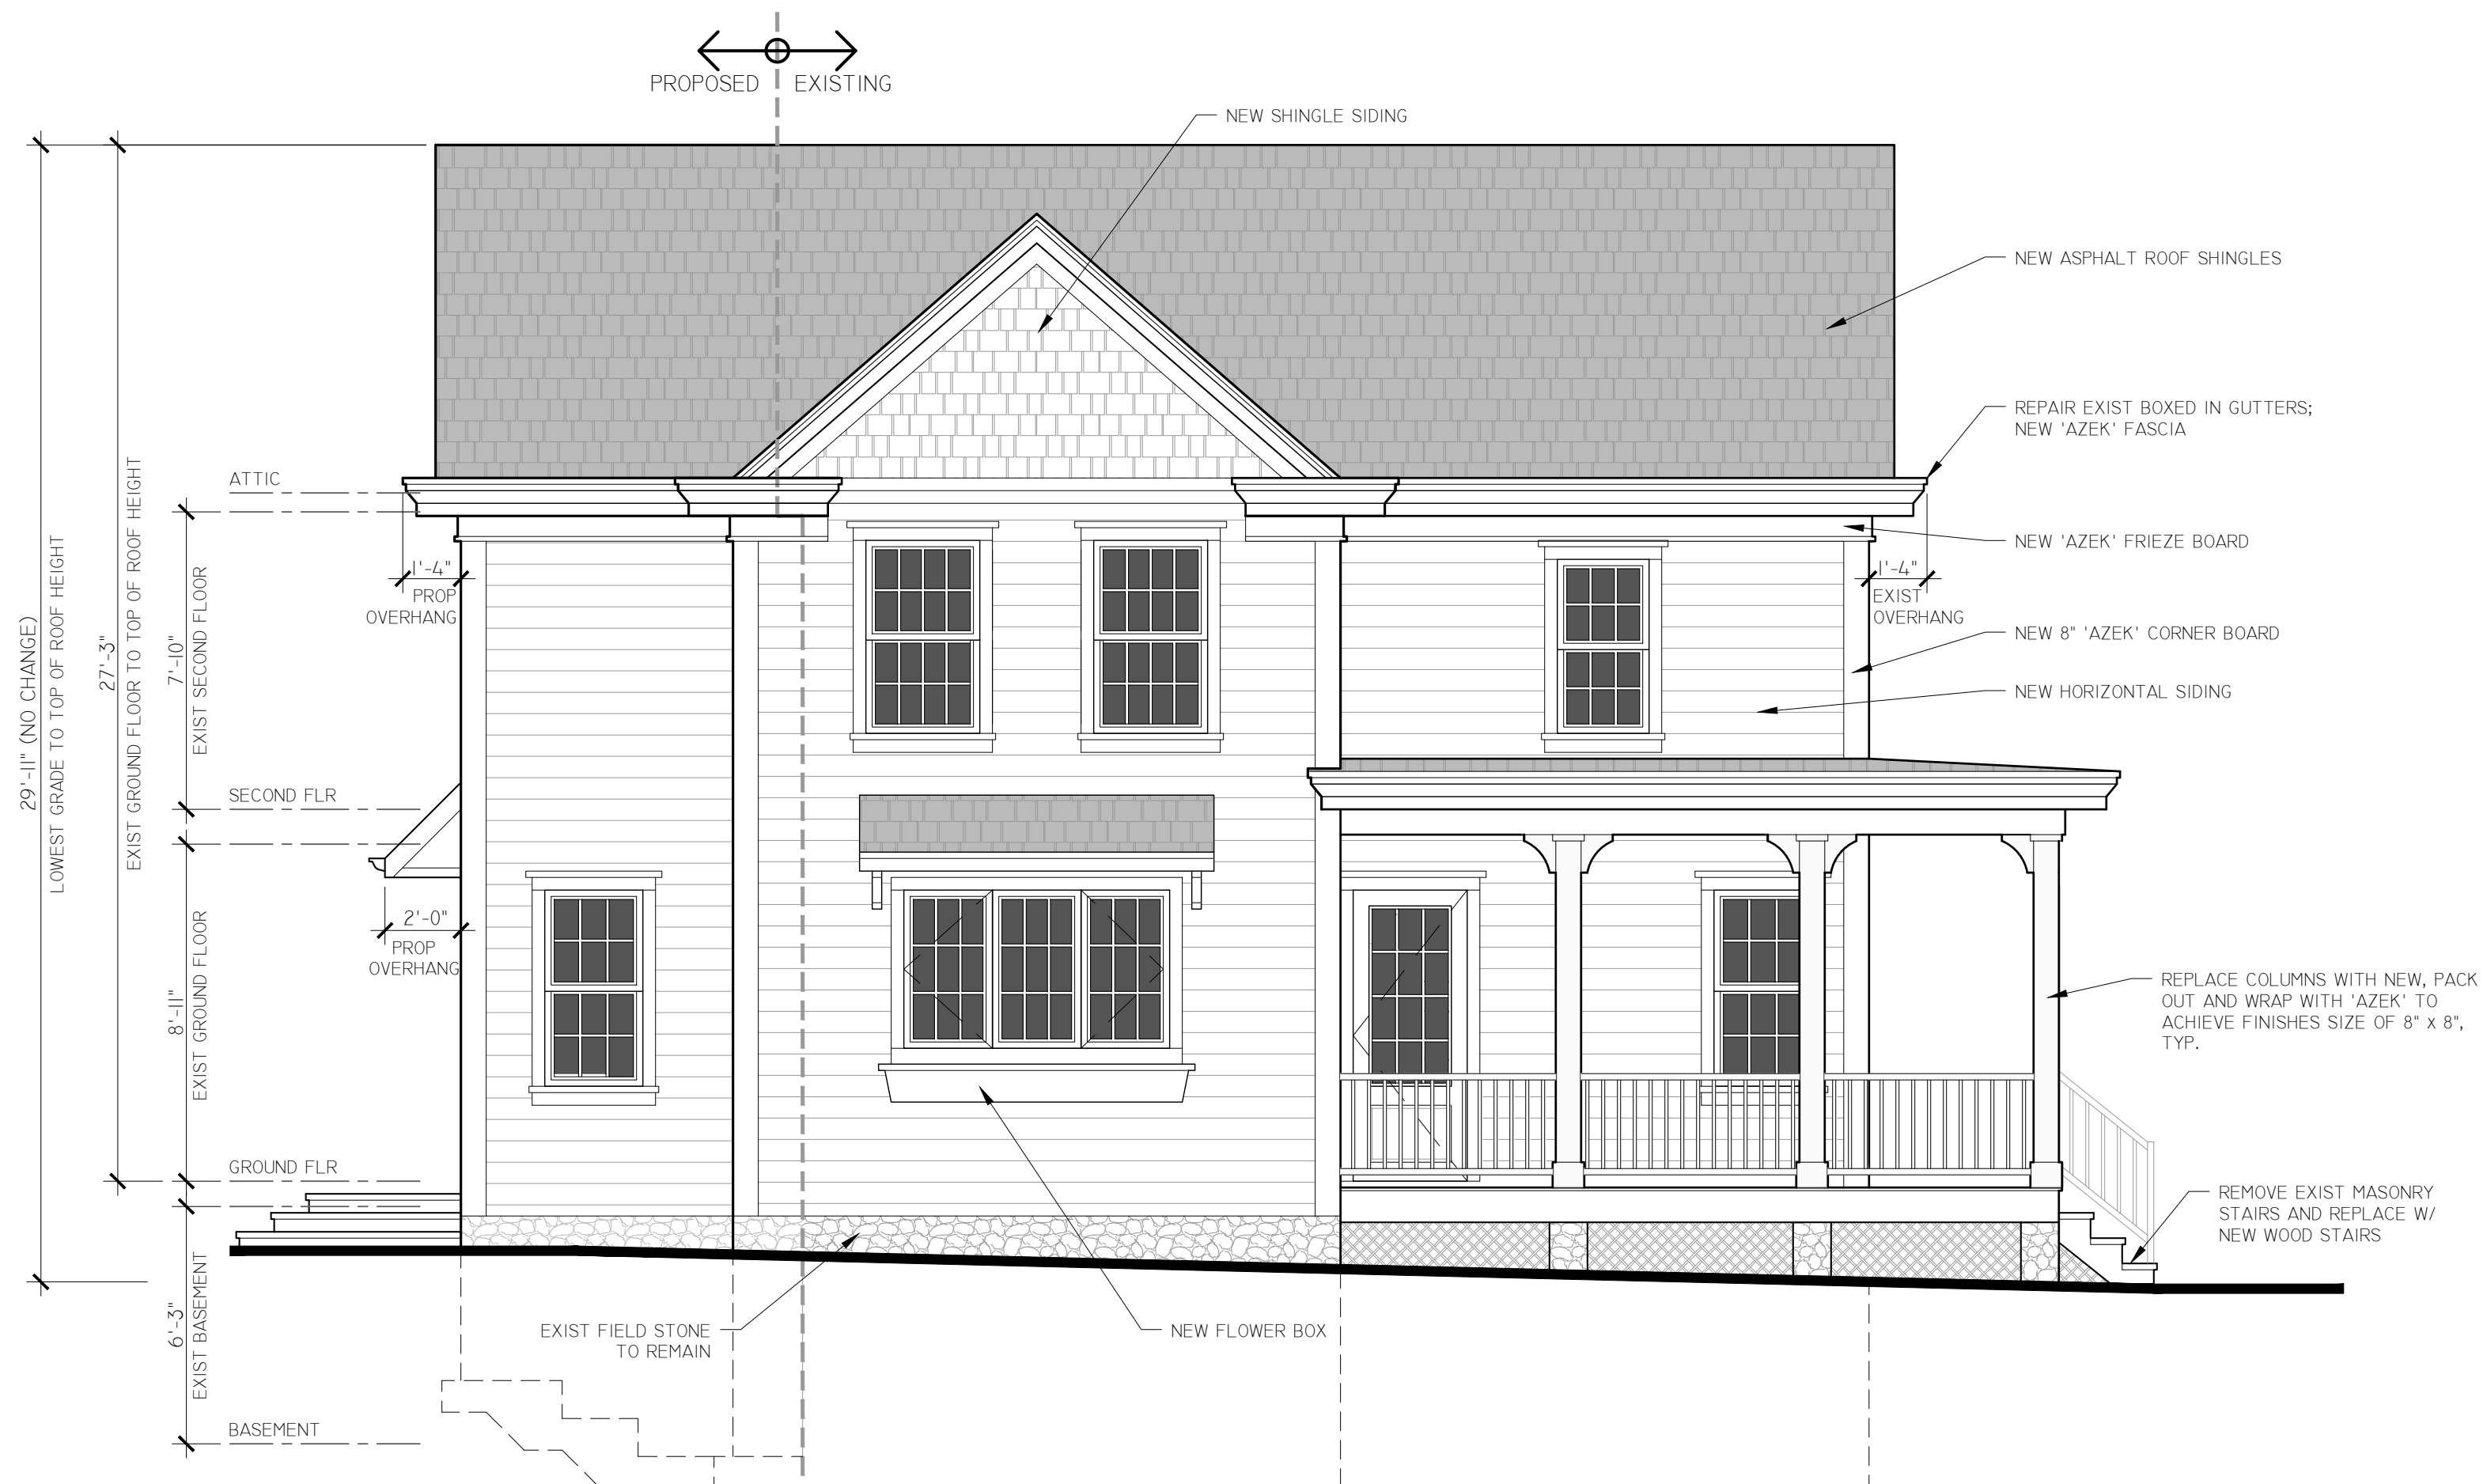 PROPOSED
EXISTING
NEW SHINGLE SIDING
NEW ASPHALT ROOF SHINGLES
REPAIR EXIST BOXED IN GUTTERS;
NEW 'AZEK' FASCIA
NEW 'AZEK' FRIEZE BOARD
1'-4"
EXIST
OVERHANG
NEW 8" 'AZEK' CORNER BOARD
NEW HORIZONTAL SIDING
REPLACE COLUMNS WITH NEW, PACK
OUT AND WRAP WITH 'AZEK' TO
ACHIEVE FINISHES SIZE OF 8" X 8",
TYP.
REMOVE EXIST MASONRY
STAIRS AND REPLACE W/
NEW WOOD STAIRS
29'-11" (NO CHANGE)
LOWEST GRADE TO TOP OF ROOF HEIGHT
27'-3"
EXIST GROUND FLOOR TO TOP OF ROOF HEIGHT
7'-10"
EXIST SECOND FLOOR
8'-11"
EXIST GROUND FLOOR
6'-3"
EXIST BASEMENT
ATTIC
1'-4"
PROP
OVERHANG
SECOND FLR
2'-0"
PROP
OVERHANG
GROUND FLR
BASEMENT
EXIST FIELD STONE
TO REMAIN
NEW FLOWER BOX